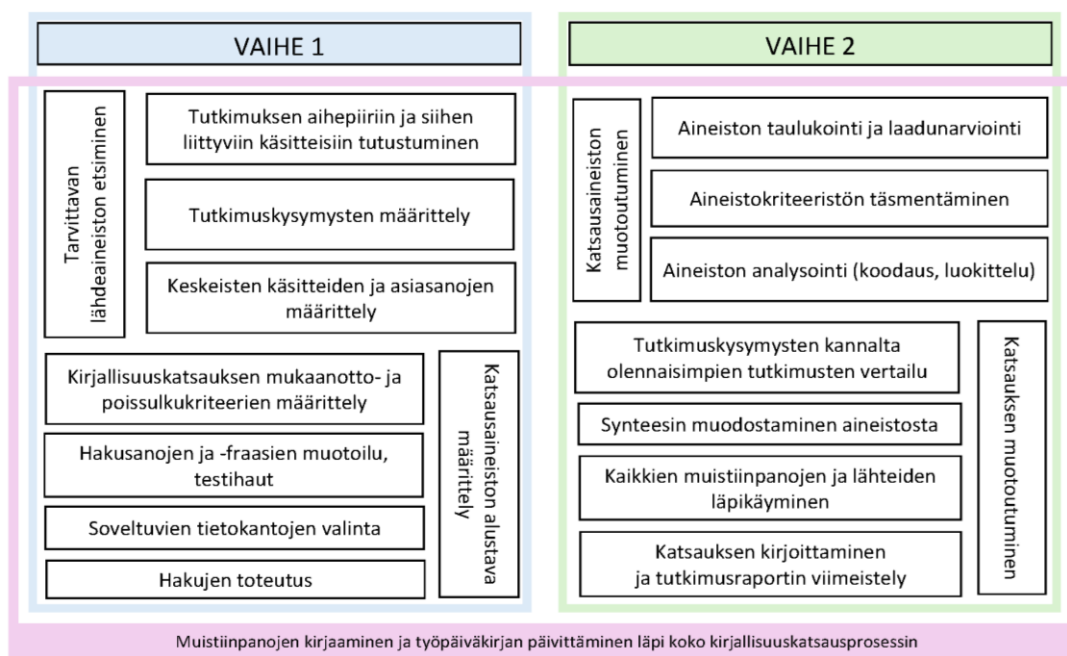 VAIHE 1
Tarvittavan
lähdeaineiston etsiminen
Tutkimuksen aihepiiriin ja siihen
liittyviin käsitteisiin tutustuminen
Tutkimuskysymysten määrittely
Keskeisten käsitteiden ja asiasanojen
määrittely
Kirjallisuuskatsauksen mukaanotto- ja
poissulkukriteerien määrittely
Hakusanojen ja -fraasien muotoilu,
testihaut
Soveltuvien tietokantojen valinta
Hakujen toteutus
Katsausaineiston alustava
määrittely
VAIHE 2
Katsausaineiston
muotoutuminen
Aineiston taulukointi ja laadunarviointi
Aineistokriteeristön täsmentäminen
Aineiston analysointi (koodaus, luokittelu)
Tutkimuskysymysten kannalta
olennaisimpien tutkimusten vertailu
Synteesin muodostaminen aineistosta
Kaikkien muistiinpanojen ja lähteiden
läpikäyminen
Katsauksen kirjoittaminen
ja tutkimusraportin viimeistely
Katsauksen muotoutuminen
Muistiinpanojen kirjaaminen ja työpäiväkirjan päivittäminen läpi koko kirjallisuuskatsausprosessin